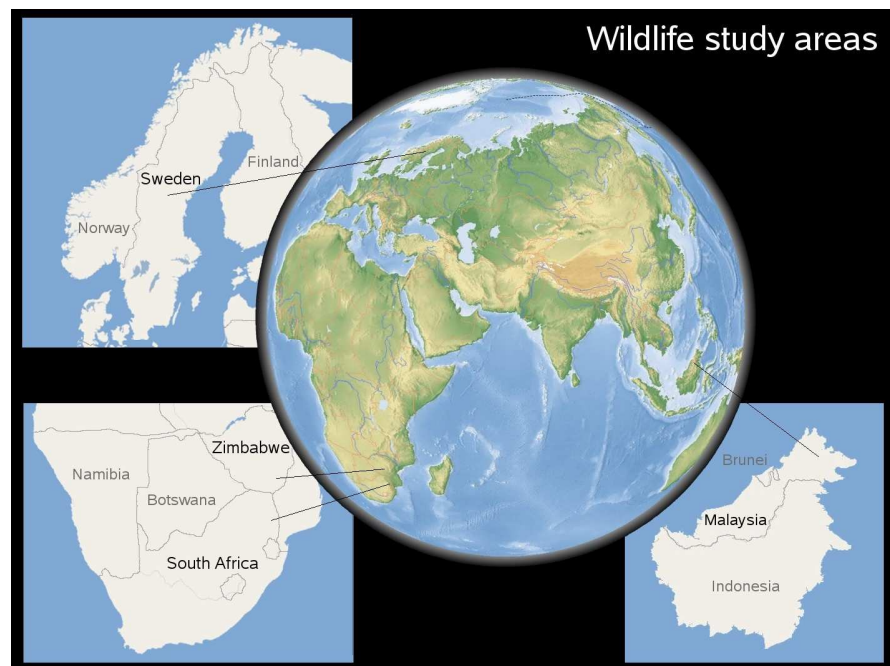 Wildlife study areas
Finland
Sweden
Norway
Zimbabwe
Namibia
Botswana
South Africa
Brunei
Malaysia
Indonesia